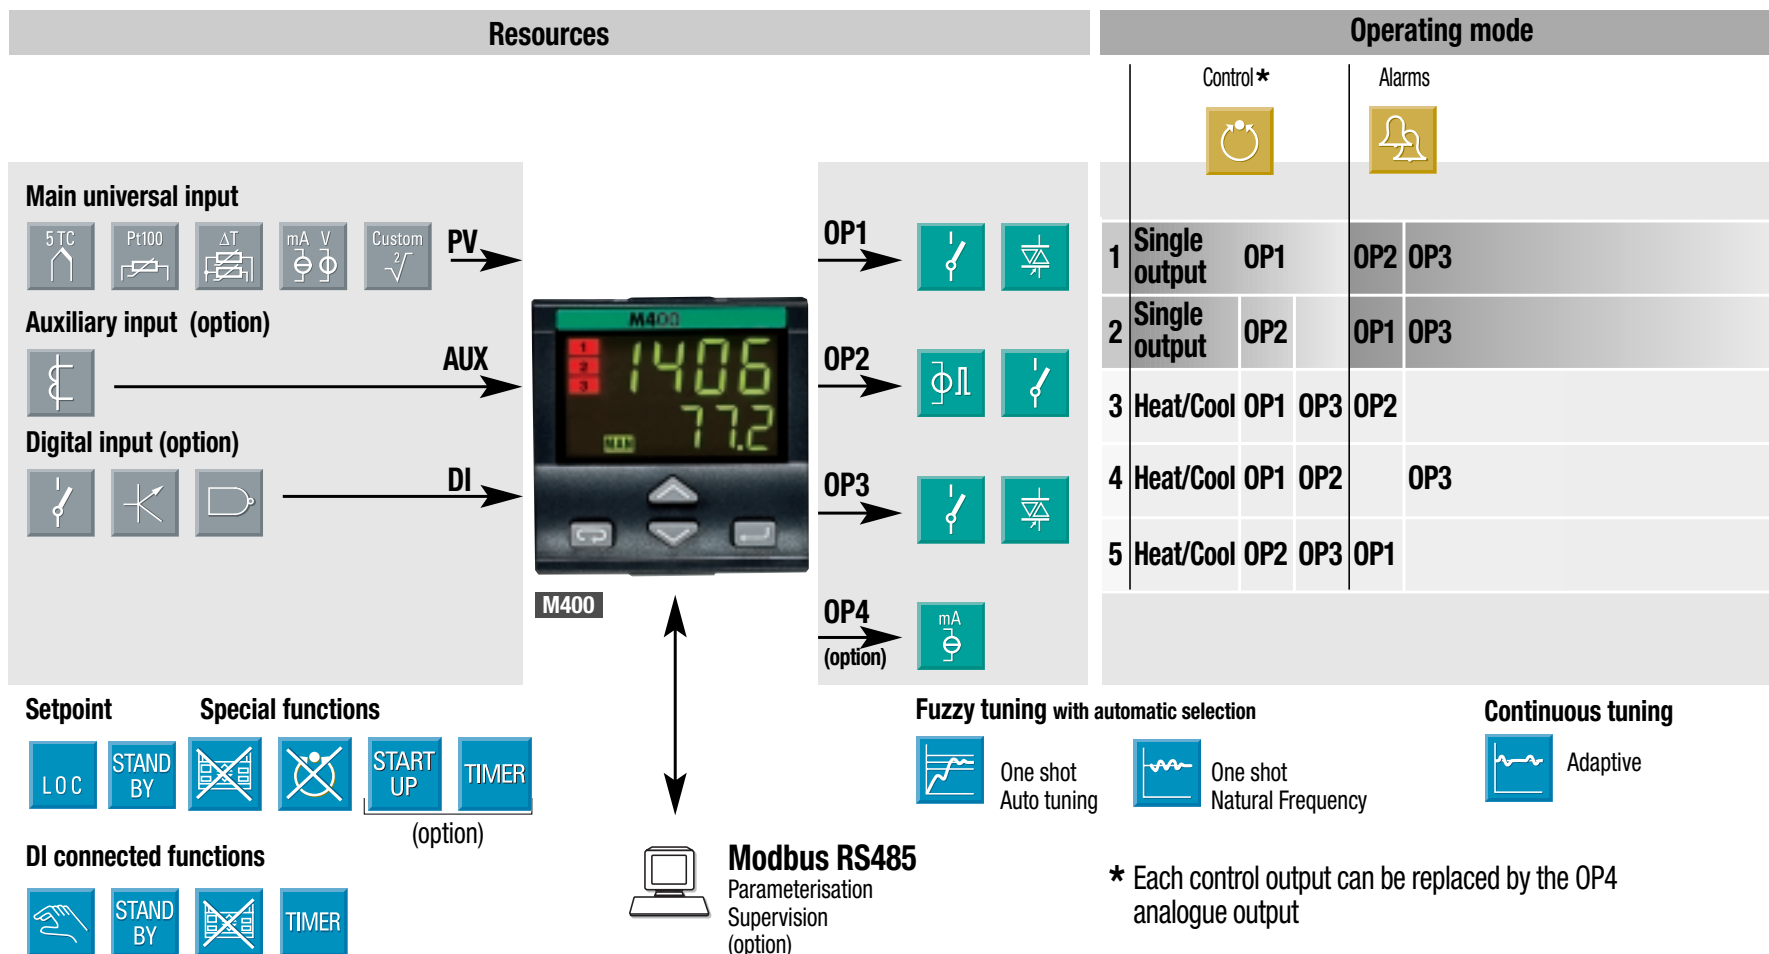 Resources
Operating mode
Control*
Alarms
Main universal input
5 TC
Pt100
ΔT
mA V
Custom
2√
PV
Auxiliary input (option)
AUX
Digital input (option)
DI
M400
1
2
3
1406
77.2
MAN
M400
OP1
OP2
OP3
OP4
(option)
mA
1 Single output OP1 OP2 OP3
2 Single output OP2 OP1 OP3
3 Heat/Cool OP1 OP3 OP2
4 Heat/Cool OP1 OP2 OP3
5 Heat/Cool OP2 OP3 OP1
Setpoint
Special functions
LOC
STAND BY
START UP
TIMER
(option)
DI connected functions
STAND BY
TIMER
Modbus RS485
Parameterisation
Supervision
(option)
Fuzzy tuning with automatic selection
One shot
Auto tuning
One shot
Natural Frequency
Continuous tuning
Adaptive
* Each control output can be replaced by the OP4
analogue output